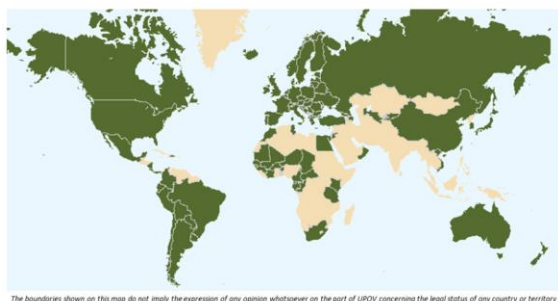 The boundaries shown on this map do not imply the expression of any opinion whatsoever on the part of UPOV concerning the legal status of any country or territory